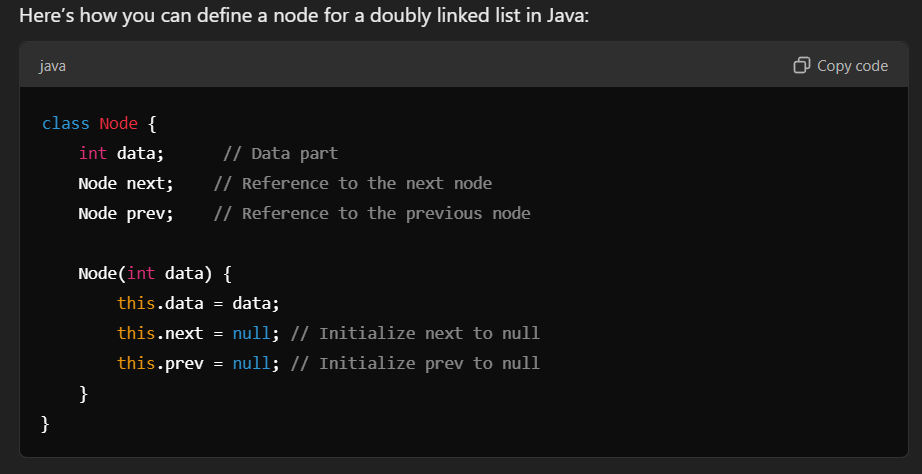 Here’s how you can define a node for a doubly linked list in Java:
java
Copy code
class Node {
    int data;      // Data part
    Node next;    // Reference to the next node
    Node prev;    // Reference to the previous node

    Node(int data) {
        this.data = data;
        this.next = null; // Initialize next to null
        this.prev = null; // Initialize prev to null
    }
}